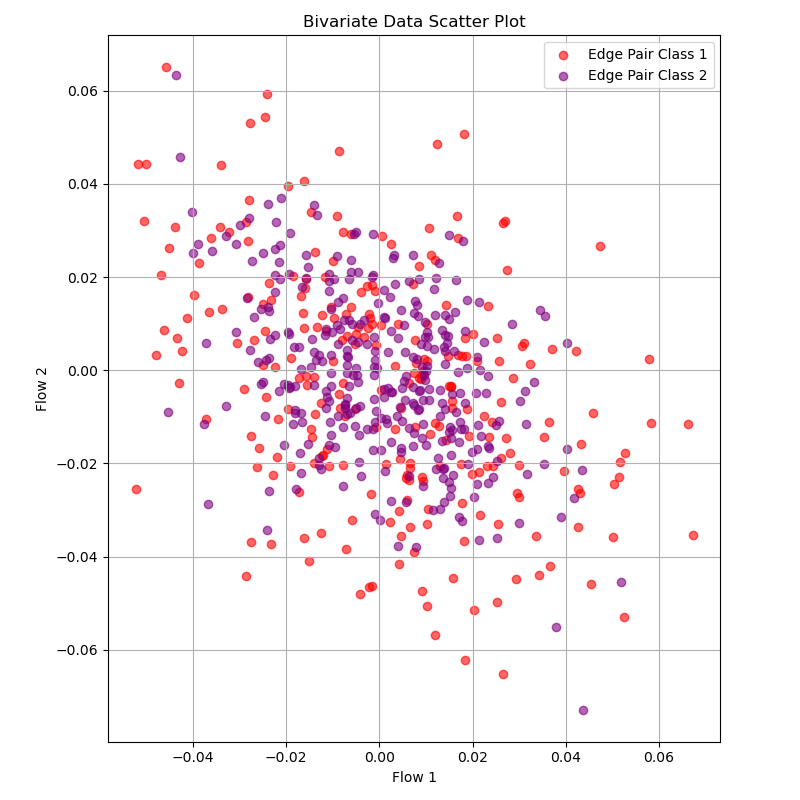 Bivariate Data Scatter Plot
Edge Pair Class 1
Edge Pair Class 2
0.06
0.04
0.02
0.00
−0.02
−0.04
−0.06
Flow 2
−0.04 −0.02 0.00 0.02 0.04 0.06
Flow 1